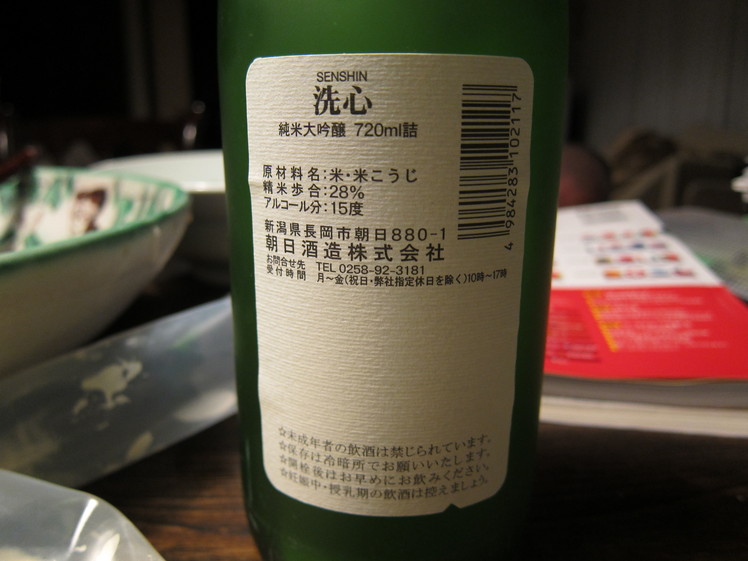 SENSHIN
洗心
純米大吟醸 720ml詰
原材料名:米・米こうじ
精米歩合:28%
アルコール分:15度
新潟県長岡市朝日880-1
朝日酒造株式会社
お問合せ先 TEL 0258-92-3181
受付時間 月~金(祝日・弊社指定休日を除く)10時~17時
4 984283 102117
☆未成年者の飲酒は禁じられています。
☆保存は冷暗所でお願いいたします。
☆開栓後はお早めにお飲みください。
☆妊娠中・授乳期の飲酒は控えましょう。